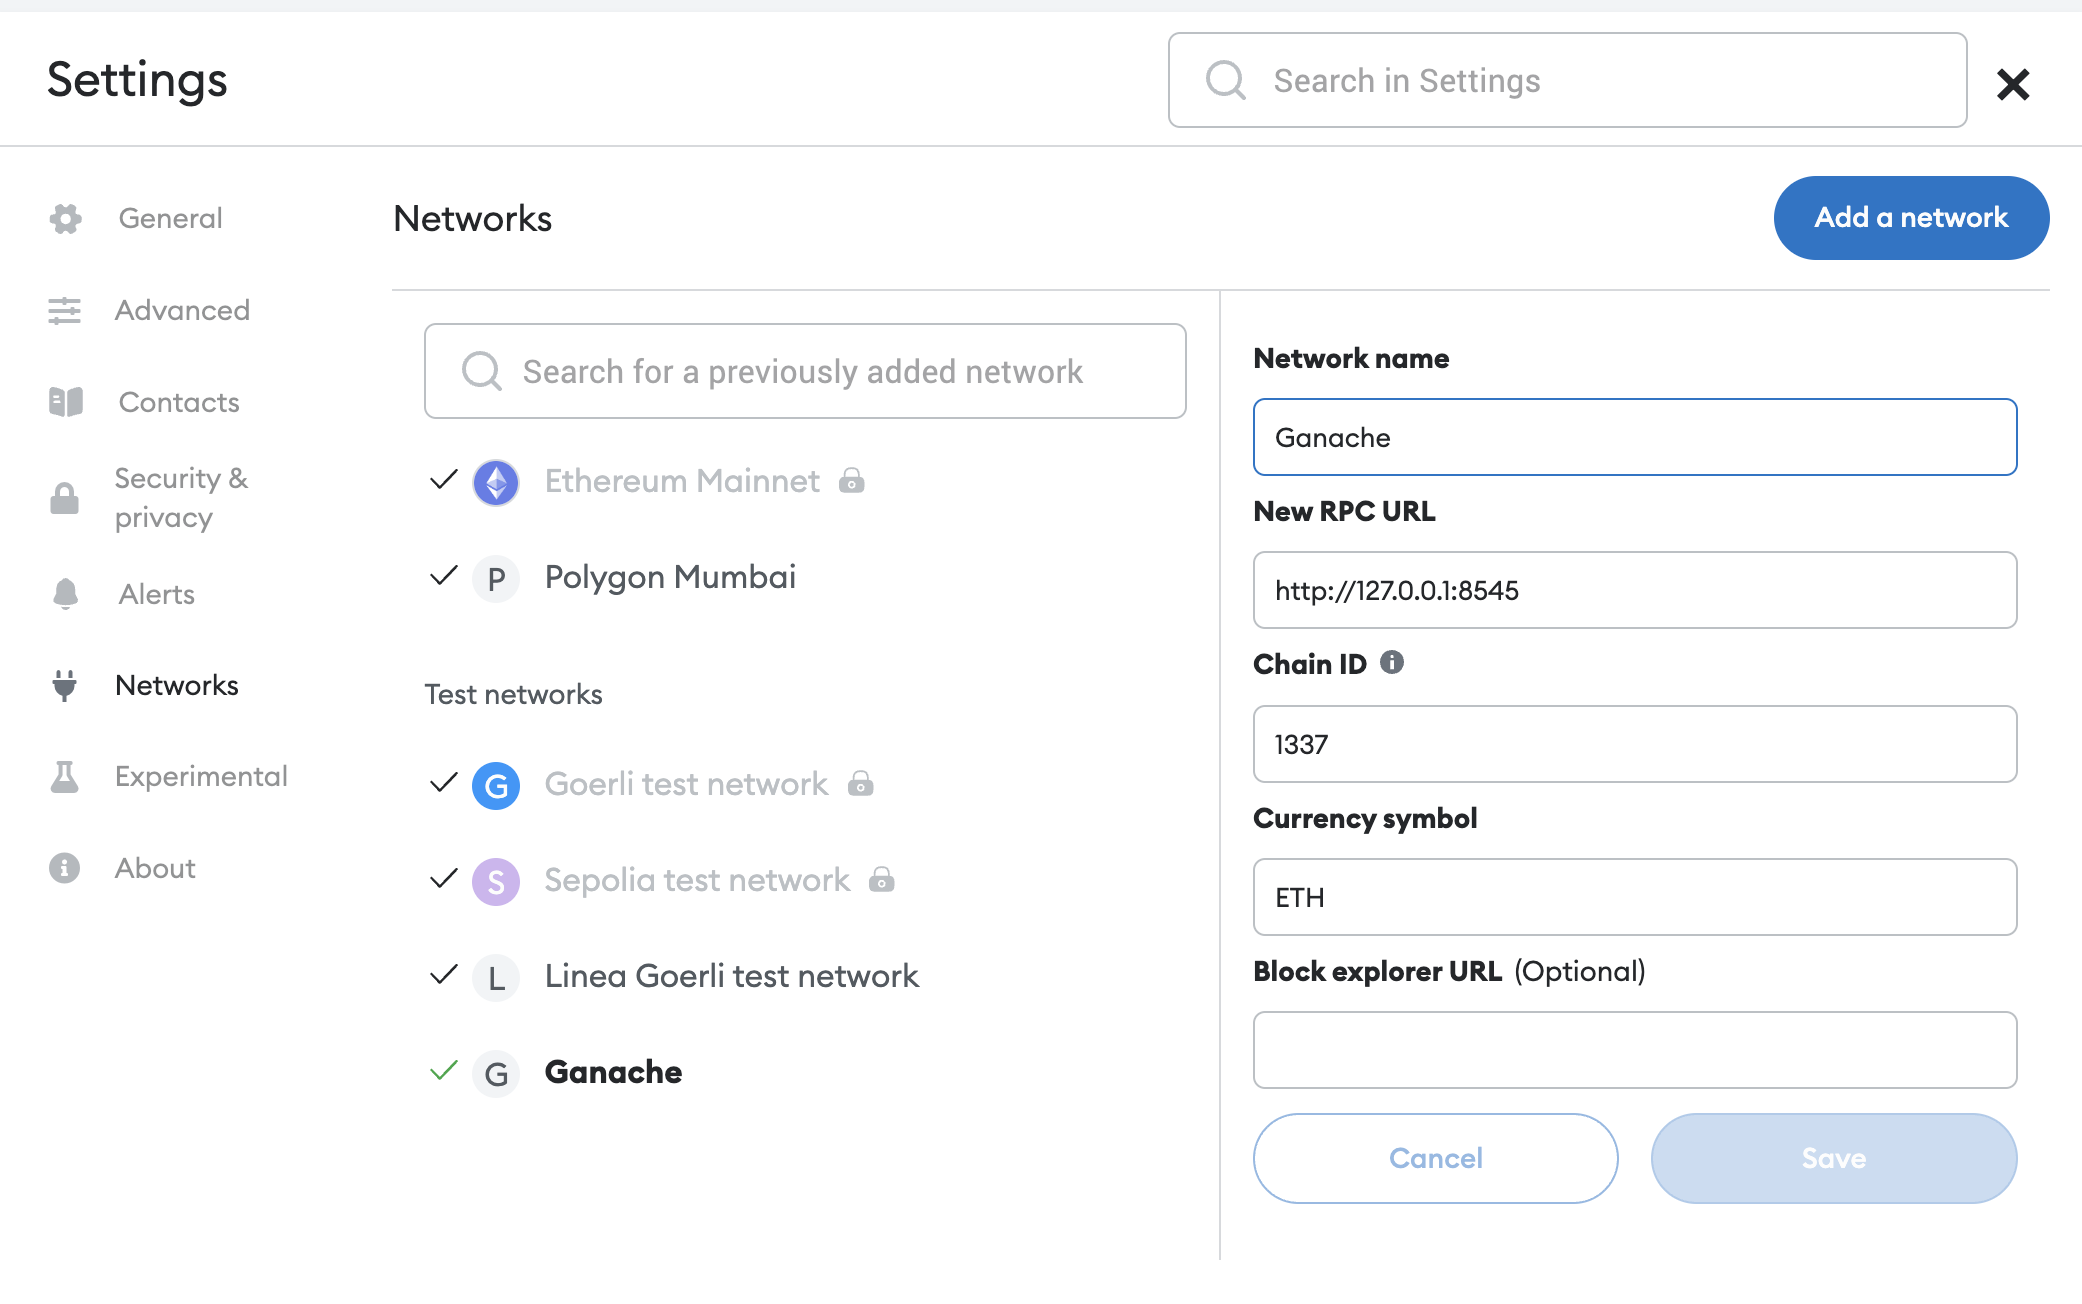 Settings
Search in Settings
General
Advanced
Contacts
Security &
privacy
Alerts
Networks
Experimental
About
Networks
Add a network
Search for a previously added network
Ethereum Mainnet
P Polygon Mumbai
Test networks
G Goerli test network
S Sepolia test network
L Linea Goerli test network
G Ganache
Network name
Ganache
New RPC URL
http://127.0.0.1:8545
Chain ID
1337
Currency symbol
ETH
Block explorer URL (Optional)
Cancel
Save